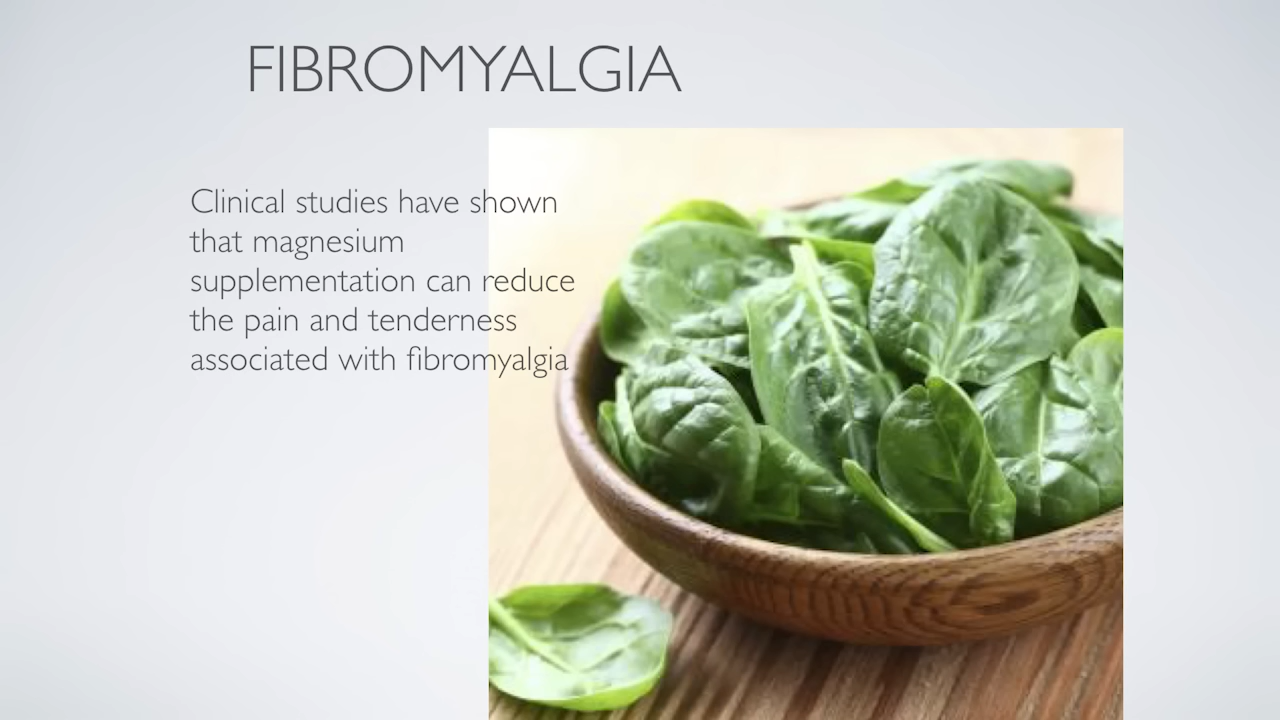 FIBROMYALGIA
Clinical studies have shown
that magnesium
supplementation can reduce
the pain and tenderness
associated with fibromyalgia